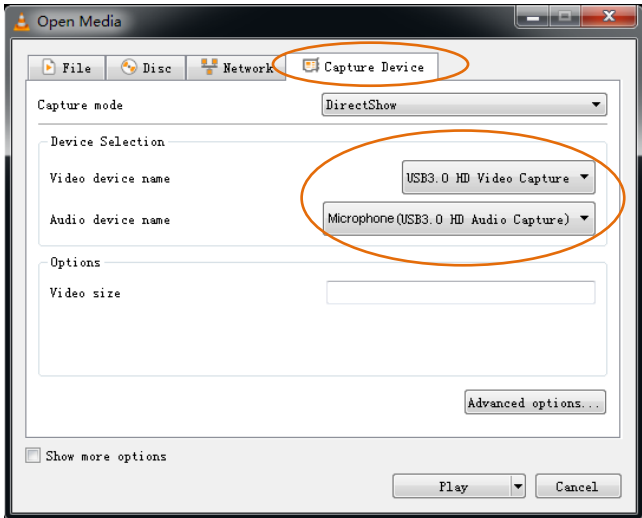 Open Media
File Disc Network Capture Device
Capture mode DirectShow
Device Selection
Video device name USB3.0 HD Video Capture
Audio device name Microphone (USB3.0 HD Audio Capture)
Options
Video size
Advanced options...
Show more options
Play Cancel